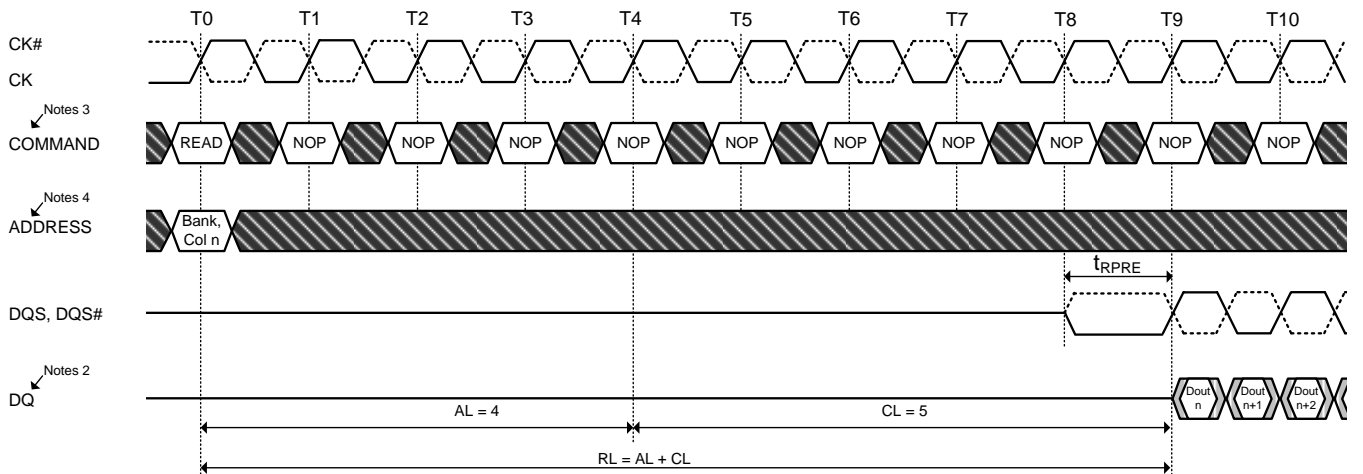 T0 T1 T2 T3 T4 T5 T6 T7 T8 T9 T10
CK#
CK
Notes 3
COMMAND READ NOP NOP NOP NOP NOP NOP NOP NOP NOP NOP
Notes 4
ADDRESS Bank,
Col n
tRPRE
DQS, DQS#
Notes 2
DQ Dout Dout Dout
n n+1 n+2
AL = 4 CL = 5
RL = AL + CL